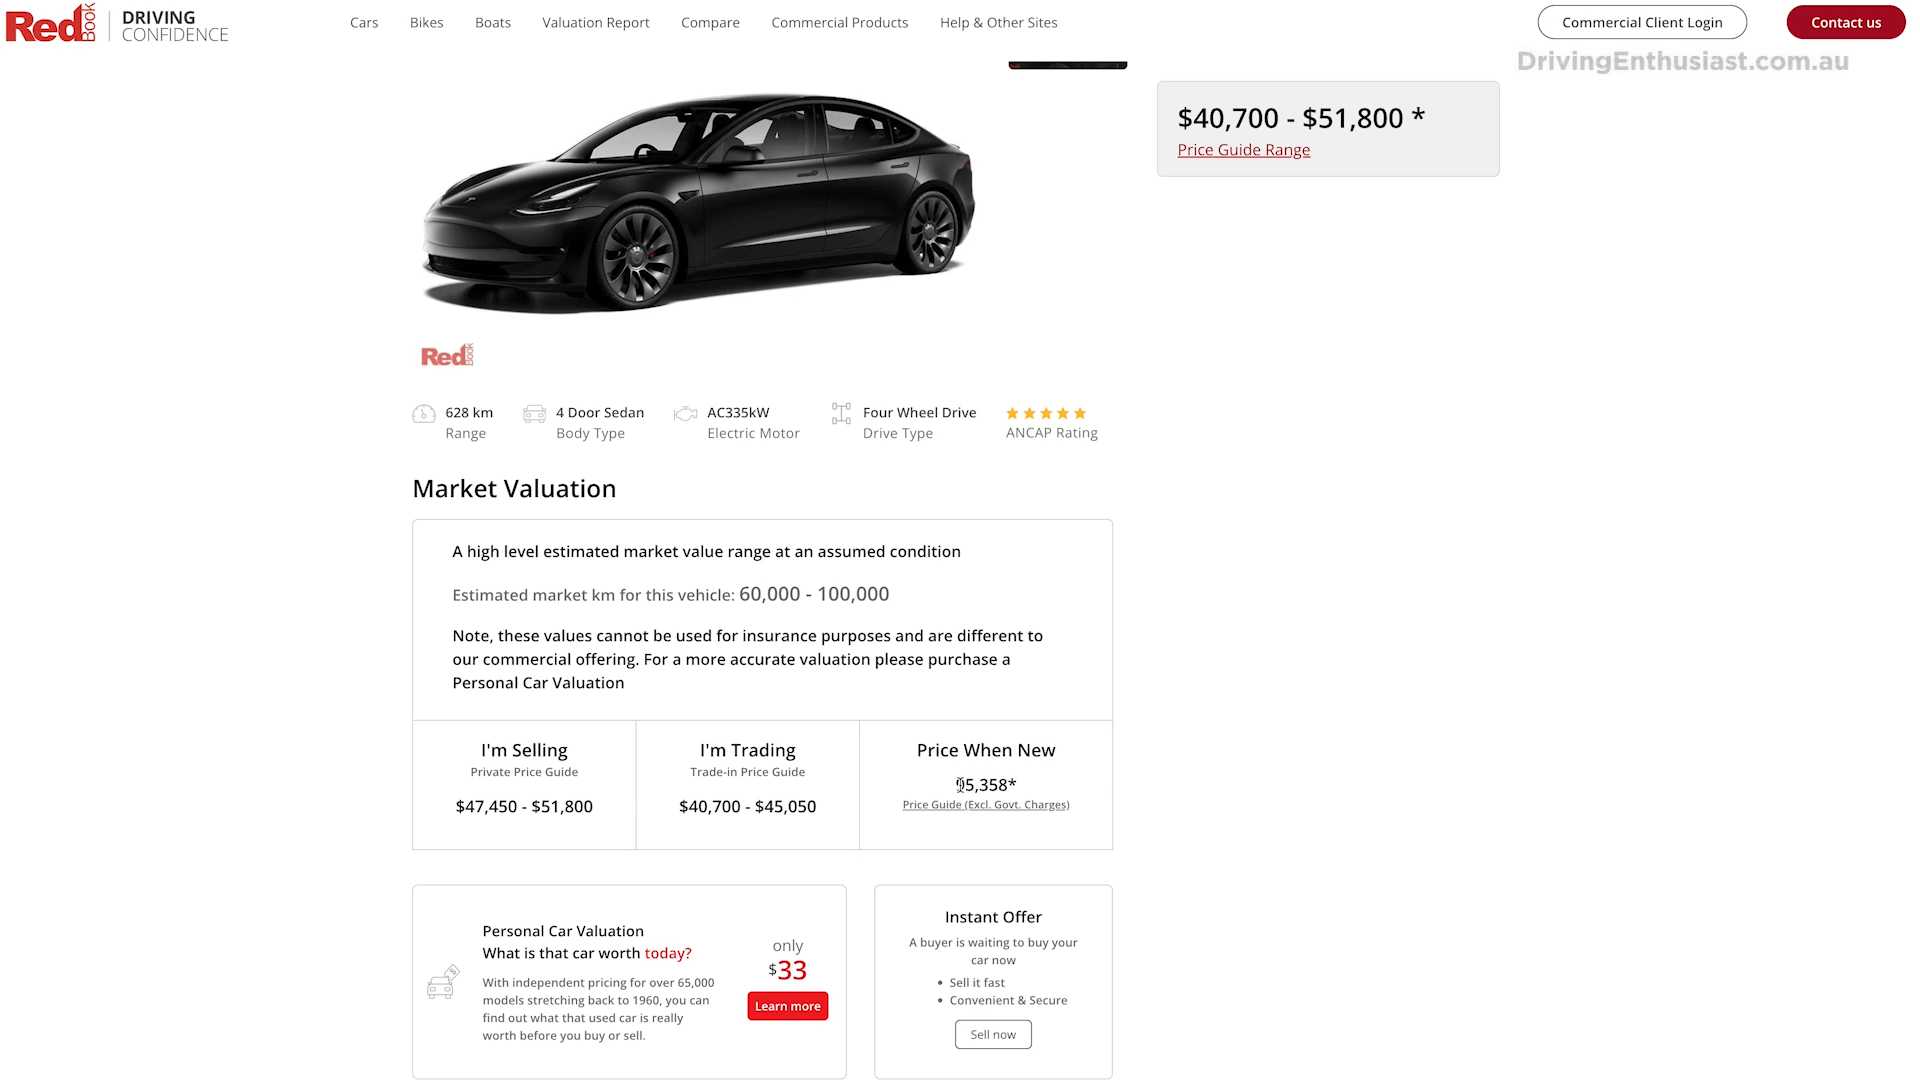 RedBook
DRIVING
CONFIDENCE
Cars
Bikes
Boats
Valuation Report
Compare
Commercial Products
Help & Other Sites
Commercial Client Login
Contact us
DrivingEnthusiast.com.au
$40,700 - $51,800 *
Price Guide Range
RedBook
628 km
Range
4 Door Sedan
Body Type
AC335kW
Electric Motor
Four Wheel Drive
Drive Type
ANCAP Rating
Market Valuation
A high level estimated market value range at an assumed condition
Estimated market km for this vehicle: 60,000 - 100,000
Note, these values cannot be used for insurance purposes and are different to
our commercial offering. For a more accurate valuation please purchase a
Personal Car Valuation
I'm Selling
Private Price Guide
$47,450 - $51,800
I'm Trading
Trade-in Price Guide
$40,700 - $45,050
Price When New
Price Guide (Excl. Govt. Charges)
Personal Car Valuation
What is that car worth today?
With independent pricing for over 65,000
models stretching back to 1960, you can
find out what that used car is really
worth before you buy or sell.
only
$33
Learn more
Instant Offer
A buyer is waiting to buy your
car now
• Sell it fast
• Convenient & Secure
Sell now